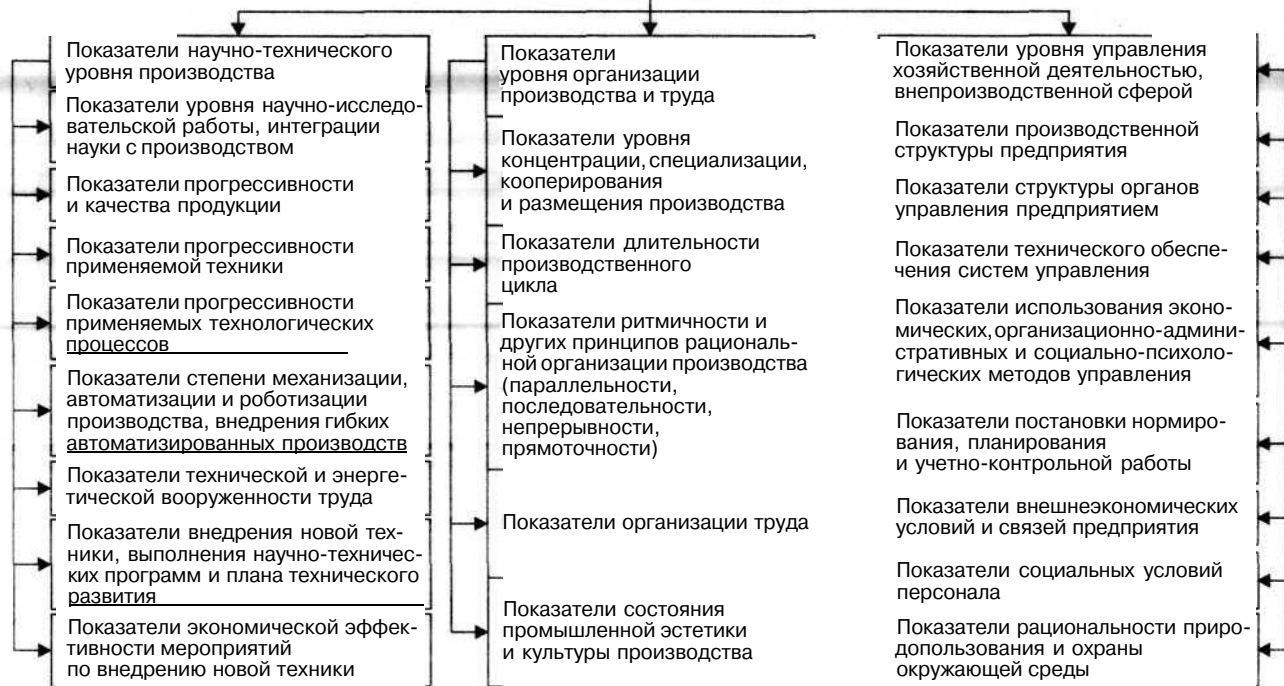 Показатели научно-технического
уровня производства
Показатели уровня научно-исследо-
вательской работы, интеграции
науки с производством
Показатели прогрессивности
и качества продукции
Показатели прогрессивности
применяемой техники
Показатели прогрессивности
применяемых технологических
процессов
Показатели степени механизации,
автоматизации и роботизации
производства, внедрения гибких
автоматизированных производств
Показатели технической и энерге-
тической вооруженности труда
Показатели внедрения новой тех-
ники, выполнения научно-техничес-
ких программ и плана технического
развития
Показатели экономической эффек-
тивности мероприятий
по внедрению новой техники
Показатели
уровня организации
производства и труда
Показатели уровня
концентрации, специализации,
кооперирования
и размещения производства
Показатели длительности
производственного
цикла
Показатели ритмичности и
других принципов рациональ-
ной организации производства
(параллельности,
последовательности,
непрерывности,
прямоточности)
Показатели организации труда
Показатели состояния
промышленной эстетики
и культуры производства
Показатели уровня управления
хозяйственной деятельностью,
внепроизводственной сферой
Показатели производственной
структуры предприятия
Показатели структуры органов
управления предприятием
Показатели технического обеспе-
чения систем управления
Показатели использования эконо-
мических, организационно-админи-
стративных и социально-психоло-
гических методов управления
Показатели постановки нормиро-
вания, планирования
и учетно-контрольной работы
Показатели внешнеэкономических
условий и связей предприятия
Показатели социальных условий
персонала
Показатели рациональности приро-
допользования и охраны
окружающей среды